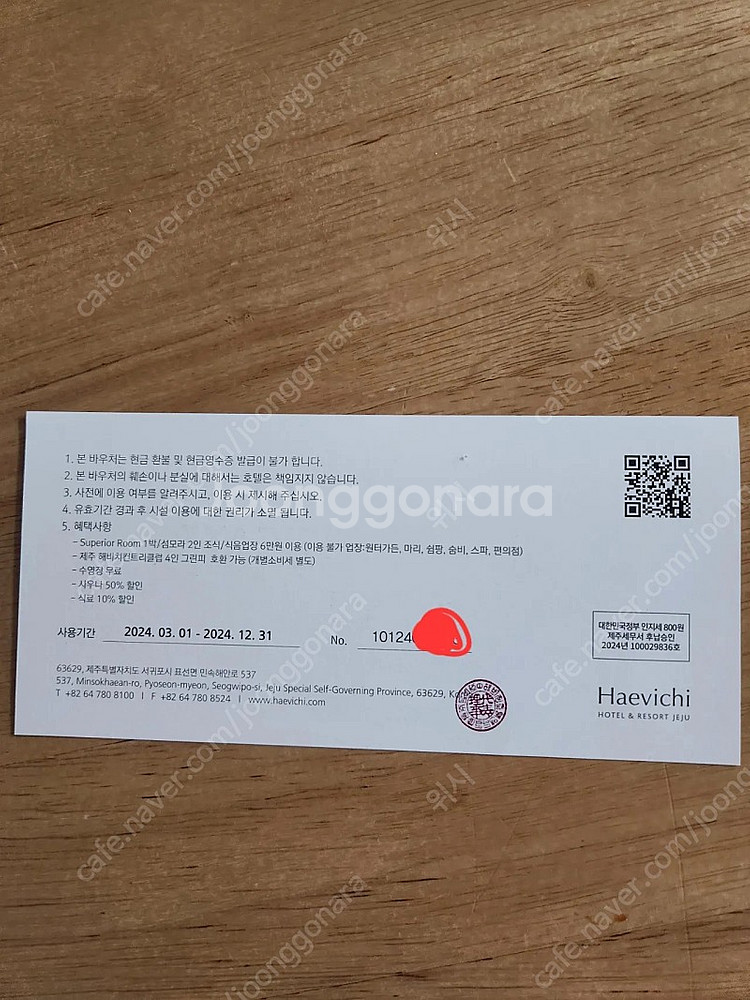 1. 본 바우처는 현금 환불 및 현금영수증 발급이 불가 합니다.
2. 본 바우처의 훼손이나 분실에 대해서는 호텔은 책임지지 않습니다.
3. 사전에 이용 여부를 알려주시고, 이용 시 제시해 주십시오.
4. 유효기간 경과 후 시설 이용에 대한 권리가 소멸 됩니다.
5. 혜택사항
- Superior Room 1박/섬모라 2인 조식/식음업장 6만원 이용 (이용 불가 업장:원터가든, 마리, 쉼팡, 숨비, 스파, 편의점)
- 제주 해비치컨트리클럽 4인 그린피 호환 가능 (개별소비세 별도)
- 수영장 무료
- 사우나 50% 할인
- 식료 10% 할인
사용기간 2024. 03. 01 - 2024. 12. 31
No. 10124
대한민국정부 인지세 800원
제주세무서 후납승인
2024년 100029836호
63629, 제주특별자치도 서귀포시 표선면 민속해안로 537
537, Minsokhaean-ro, Pyoseon-myeon, Seogwipo-si, Jeju Special Self-Governing Province, 63629,
T +82 64 780 8100 I F +82 64 780 8524 I www.haevichi.com
Haevichi
HOTEL & RESORT JEJU
joonggonara
cafe.naver.com/joonggonara
위시